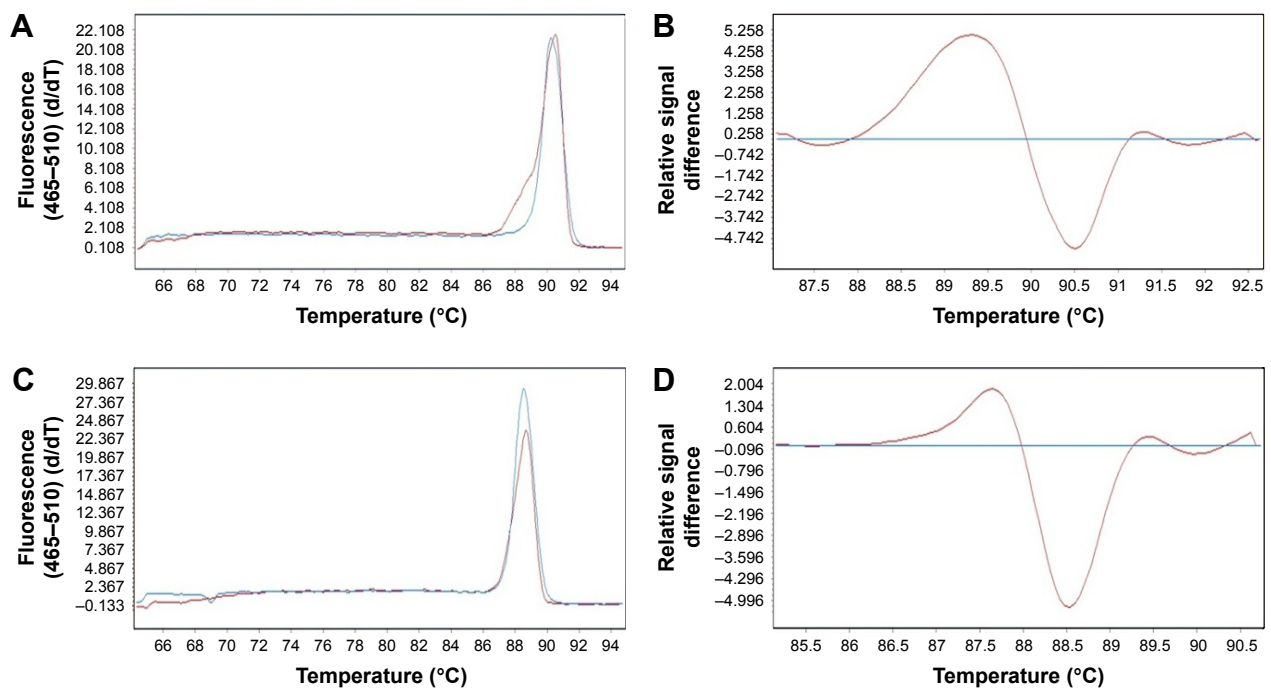 A
Fluorescence
(465–510) (d/dT)
22.108
20.108
18.108
16.108
14.108
12.108
10.108
8.108
6.108
4.108
2.108
0.108
66 68 70 72 74 76 78 80 82 84 86 88 90 92 94
Temperature (°C)
B
Relative signal
difference
5.258
4.258
3.258
2.258
1.258
0.258
–0.742
–1.742
–2.742
–3.742
–4.742
87.5 88 88.5 89 89.5 90 90.5 91 91.5 92 92.5
Temperature (°C)
C
Fluorescence
(465–510) (d/dT)
29.867
27.367
24.867
22.367
19.867
17.367
14.867
12.367
9.867
7.367
4.867
2.367
–0.133
66 68 70 72 74 76 78 80 82 84 86 88 90 92 94
Temperature (°C)
D
Relative signal
difference
2.004
1.304
0.604
–0.096
–0.796
–1.496
–2.196
–2.896
–3.596
–4.296
–4.996
85.5 86 86.5 87 87.5 88 88.5 89 89.5 90 90.5
Temperature (°C)